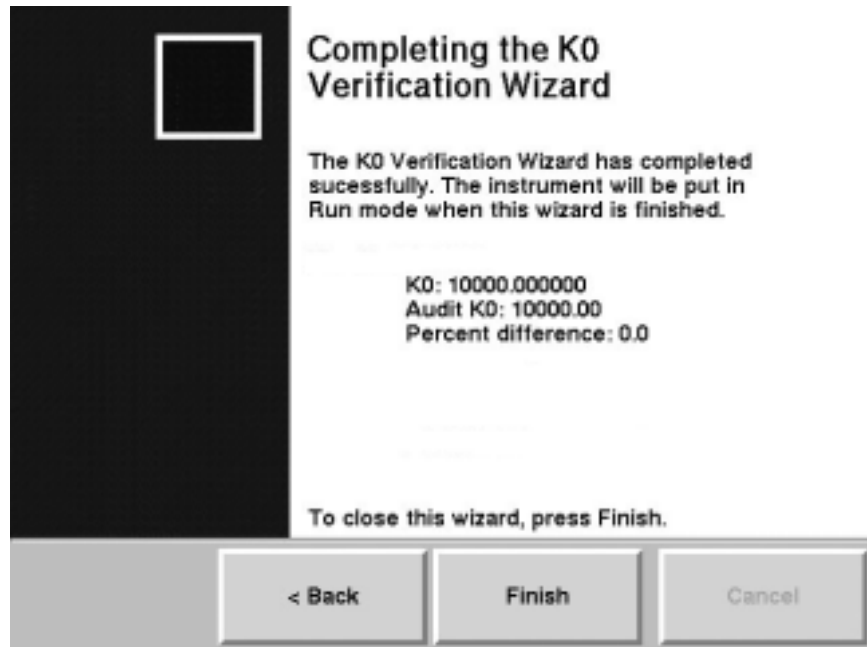 Completing the K0
Verification Wizard
The K0 Verification Wizard has completed
sucessfully. The instrument will be put in
Run mode when this wizard is finished.
K0: 10000.000000
Audit K0: 10000.00
Percent difference: 0.0
To close this wizard, press Finish.
< Back
Finish
Cancel